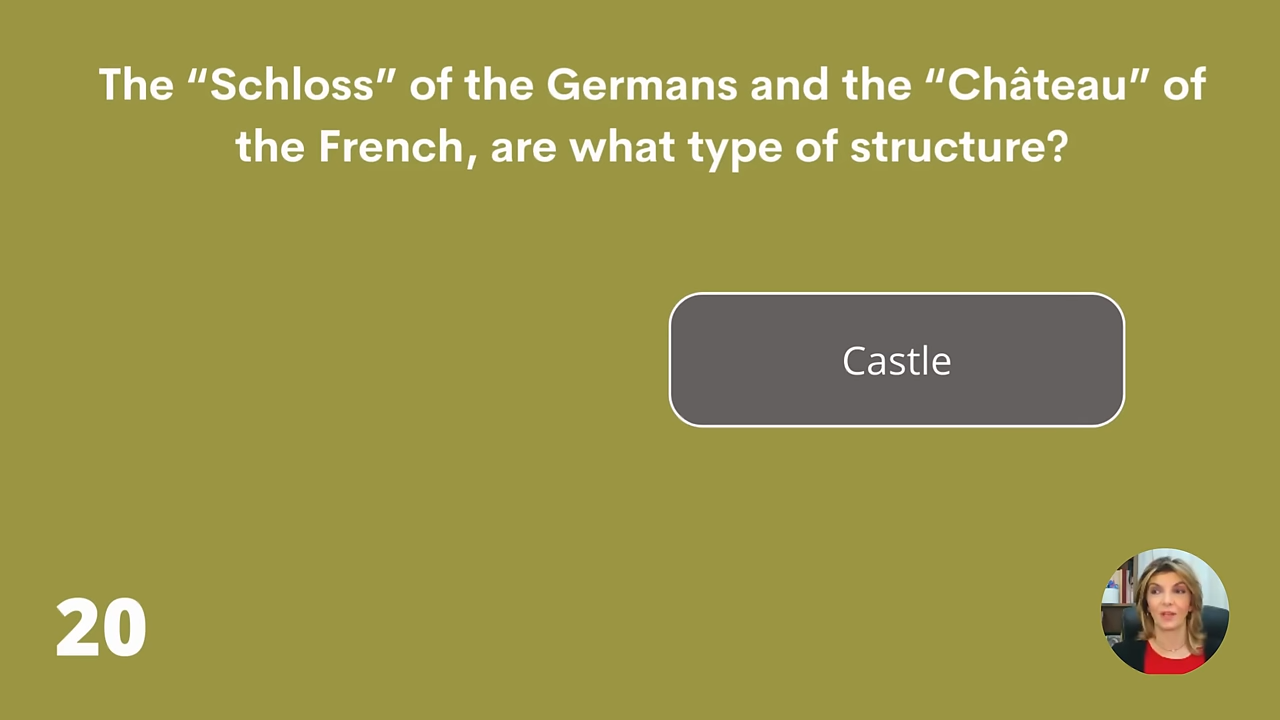 The “Schloss” of the Germans and the “Château” of
the French, are what type of structure?
Castle
20